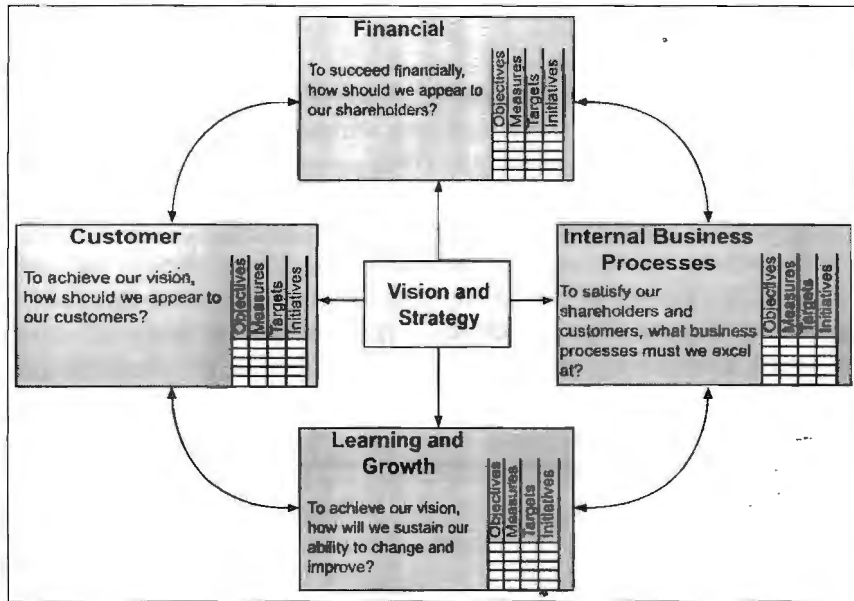 Financial
To succeed financially,
how should we appear to
our shareholders?
Objectives
Measures
Targets
Initiatives
Customer
To achieve our vision,
how should we appear to
our customers?
Objectives
Measures
Targets
Initiatives
Vision and
Strategy
Internal Business
Processes
To satisfy our
shareholders and
customers, what business
processes must we excel
at?
Objectives
Measures
Targets
Initiatives
Learning and
Growth
To achieve our vision,
how will we sustain our
ability to change and
improve?
Objectives
Measures
Targets
Initiatives